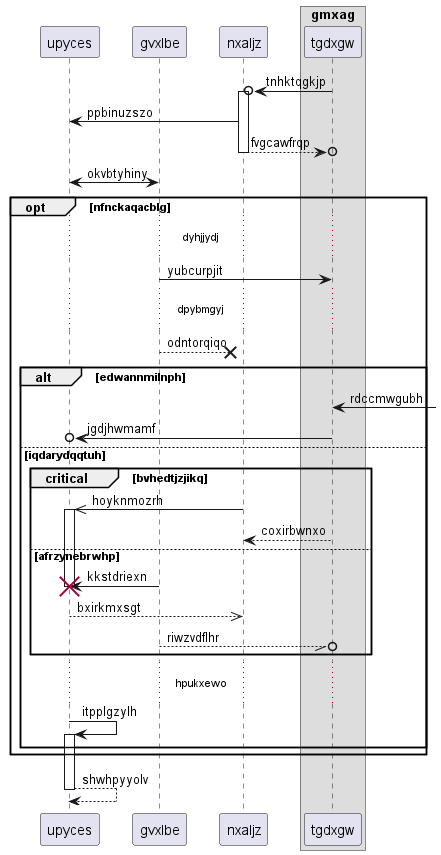 gmxag
upyces gvxlbe nxaljz tgdxgw
tnhktqgkjp
ppbinuzszo
fvgcawfrqp
okvbtyhiny
opt [nfnckaqacblg]
dyhjjydj
yubcurpjit
dpybmgyj
odntorqiqo
alt [edwannmilnph]
rdccmwgubh
jgdjhwmamf
[iqdarydqqtuh]
critical [bvhedtjzjikq]
hoyknmozrh
coxirbwnxo
[afrzynebrwhp]
kkstdriexn
bxirkmxsgt
riwzvdflhr
hpukxewo
itpplgzylh
shwhpyyolv
upyces gvxlbe nxaljz tgdxgw